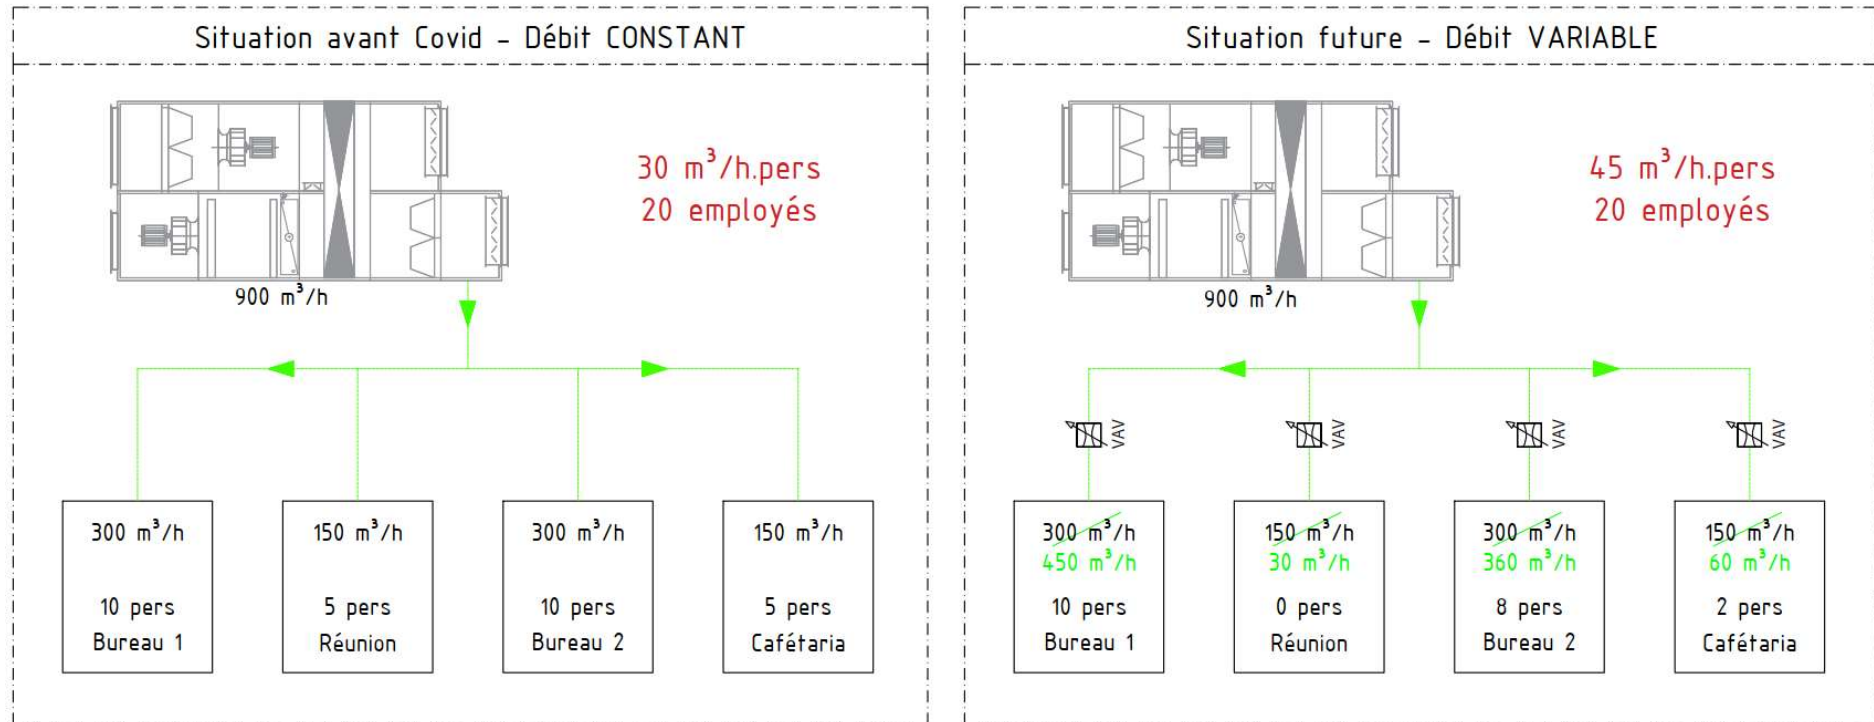 Situation avant Covid - Débit CONSTANT
30 m³/h.pers
20 employés
900 m³/h
300 m³/h
10 pers
Bureau 1
150 m³/h
5 pers
Réunion
300 m³/h
10 pers
Bureau 2
150 m³/h
5 pers
Cafétaria
Situation future - Débit VARIABLE
45 m³/h.pers
20 employés
900 m³/h
VAV
VAV
VAV
VAV
300 m³/h
450 m³/h
10 pers
Bureau 1
150 m³/h
30 m³/h
0 pers
Réunion
300 m³/h
360 m³/h
8 pers
Bureau 2
150 m³/h
60 m³/h
2 pers
Cafétaria